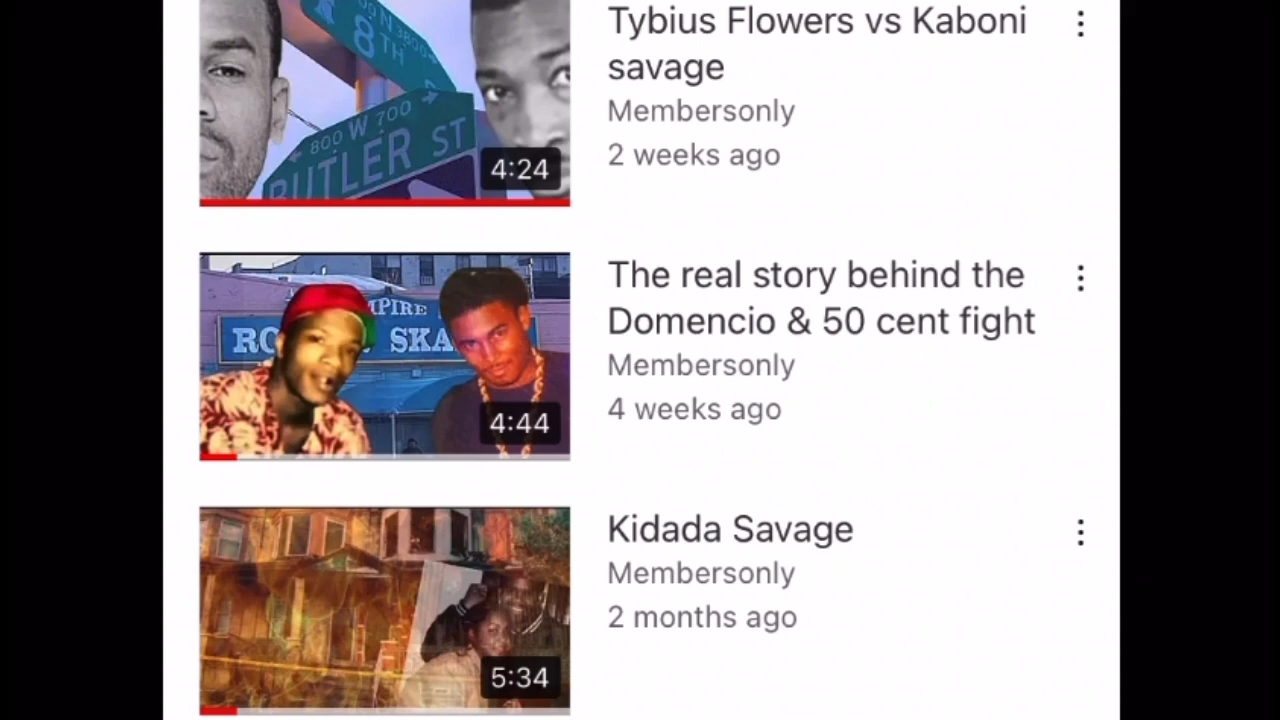 Tybius Flowers vs Kaboni
savage
Membersonly
2 weeks ago
8TH
800 W 700
BUTLER ST
4:24
The real story behind the
Domencio & 50 cent fight
Membersonly
4 weeks ago
4:44
Kidada Savage
Membersonly
2 months ago
5:34